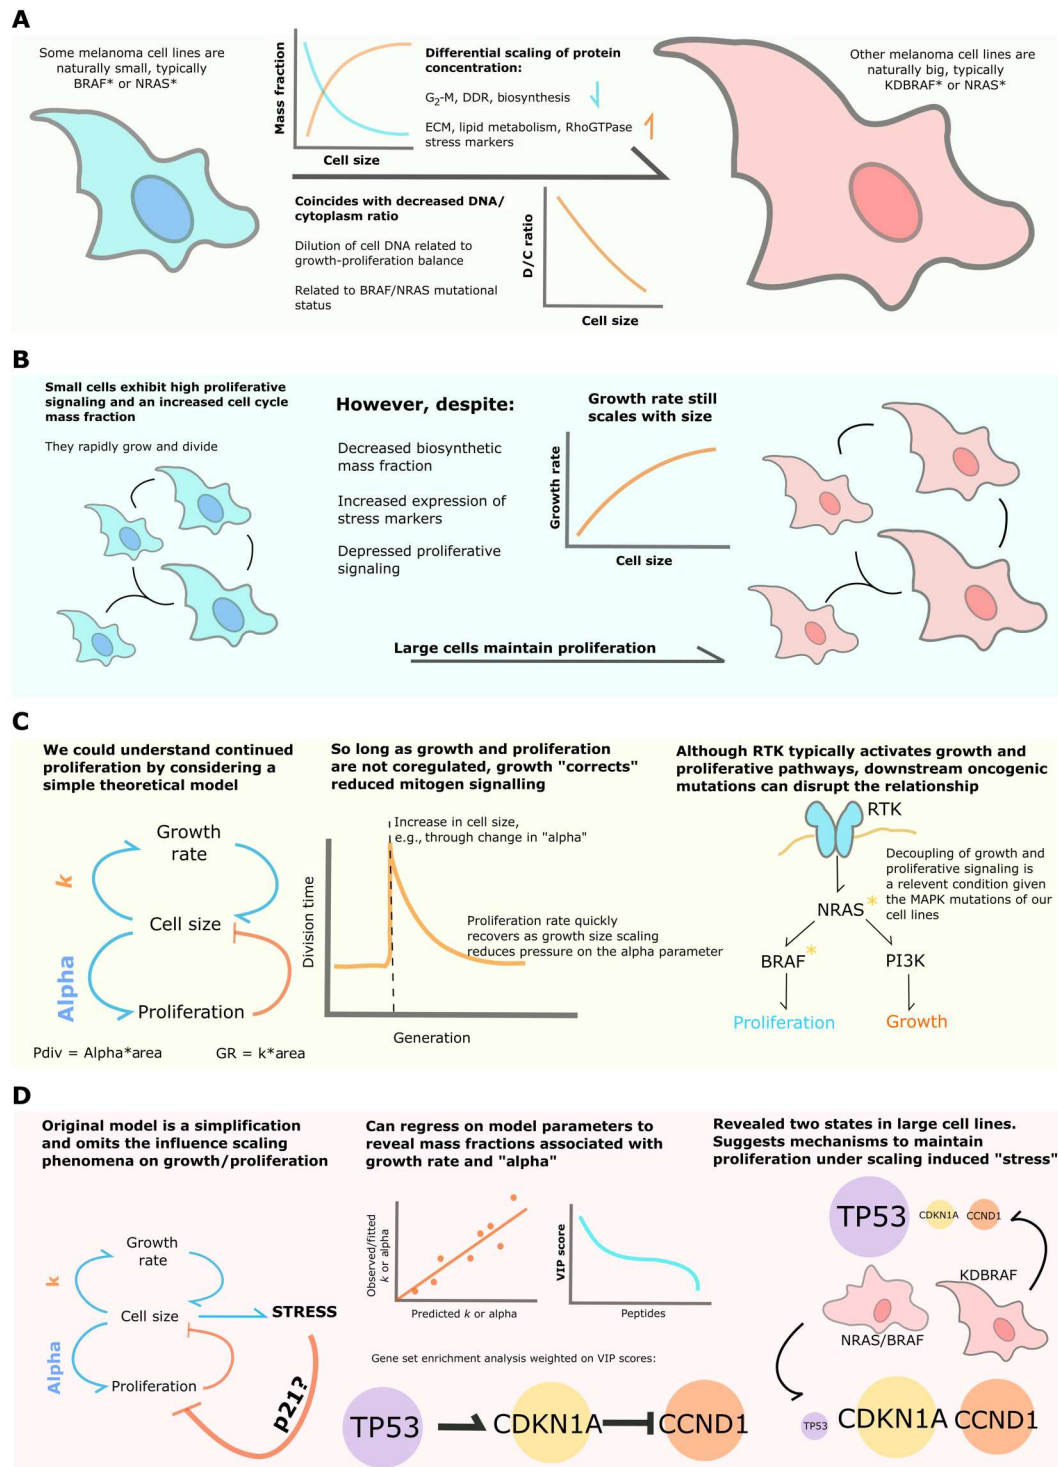 A
Some melanoma cell lines are
naturally small, typically
BRAF* or NRAS*
Mass fraction
Cell size
Differential scaling of protein
concentration:
G2-M, DDR, biosynthesis
ECM, lipid metabolism, RhoGTPase
stress markers
Other melanoma cell lines are
naturally big, typically
KDBRAF* or NRAS*
Coincides with decreased DNA/
cytoplasm ratio
Dilution of cell DNA related to
growth-proliferation balance
Related to BRAF/NRAS mutational
status
D/C ratio
Cell size
B
Small cells exhibit high proliferative
signaling and an increased cell cycle
mass fraction
They rapidly grow and divide
However, despite:
Decreased biosynthetic
mass fraction
Increased expression of
stress markers
Depressed proliferative
signaling
Growth rate still
scales with size
Growth rate
Cell size
Large cells maintain proliferation
C
We could understand continued
proliferation by considering a
simple theoretical model
Growth
rate
k
Cell size
Alpha
Proliferation
Pdiv = Alpha*area
GR = k*area
So long as growth and proliferation
are not coregulated, growth "corrects"
reduced mitogen signalling
Increase in cell size,
e.g., through change in "alpha"
Division time
Proliferation rate quickly
recovers as growth size scaling
reduces pressure on the alpha parameter
Generation
Although RTK typically activates growth and
proliferative pathways, downstream oncogenic
mutations can disrupt the relationship
RTK
Decoupling of growth and
proliferative signaling is
a relevent condition given
the MAPK mutations of our
cell lines
NRAS *
BRAF *
PI3K
Proliferation
Growth
D
Original model is a simplification
and omits the influence scaling
phenomena on growth/proliferation
Growth
rate
k
Cell size
STRESS
Alpha
Proliferation
p21?
Can regress on model parameters to
reveal mass fractions associated with
growth rate and "alpha"
Observed/fitted
k or alpha
Predicted k or alpha
VIP score
Peptides
Gene set enrichment analysis weighted on VIP scores:
TP53
CDKN1A
CCND1
Revealed two states in large cell lines.
Suggests mechanisms to maintain
proliferation under scaling induced "stress"
TP53
CDKN1A
CCND1
KDBRAF
NRAS/BRAF
TP53
CDKN1A
CCND1